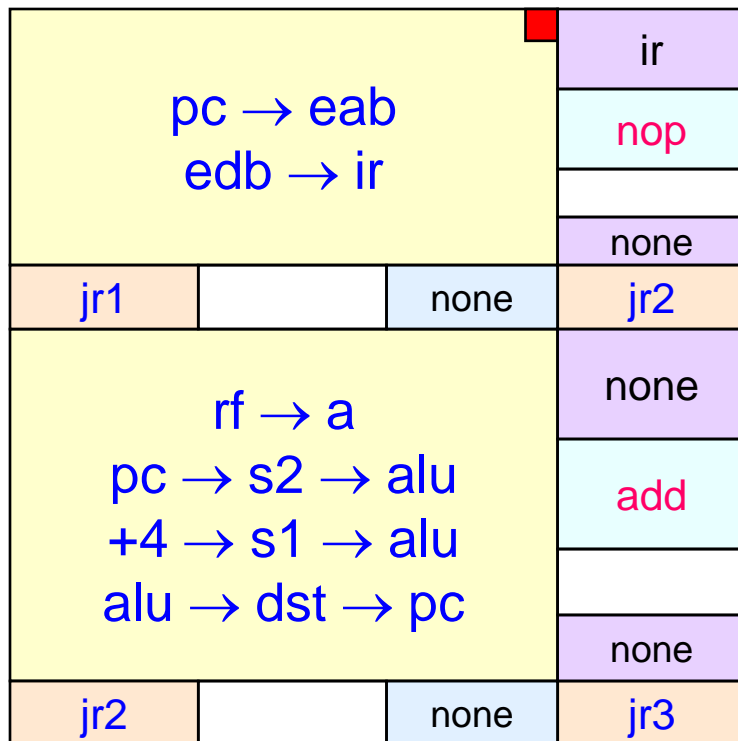 pc → eab
edb → ir
ir
nop
none
jr1
none
jr2
rf → a
pc → s2 → alu
+4 → s1 → alu
alu → dst → pc
none
add
none
jr2
none
jr3